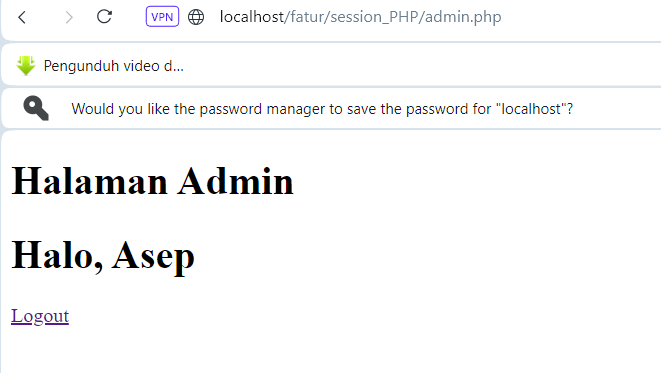 VPN localhost/fatur/session_PHP/admin.php
Pengunduh video d...
Would you like the password manager to save the password for "localhost"?
Halaman Admin
Halo, Asep
Logout